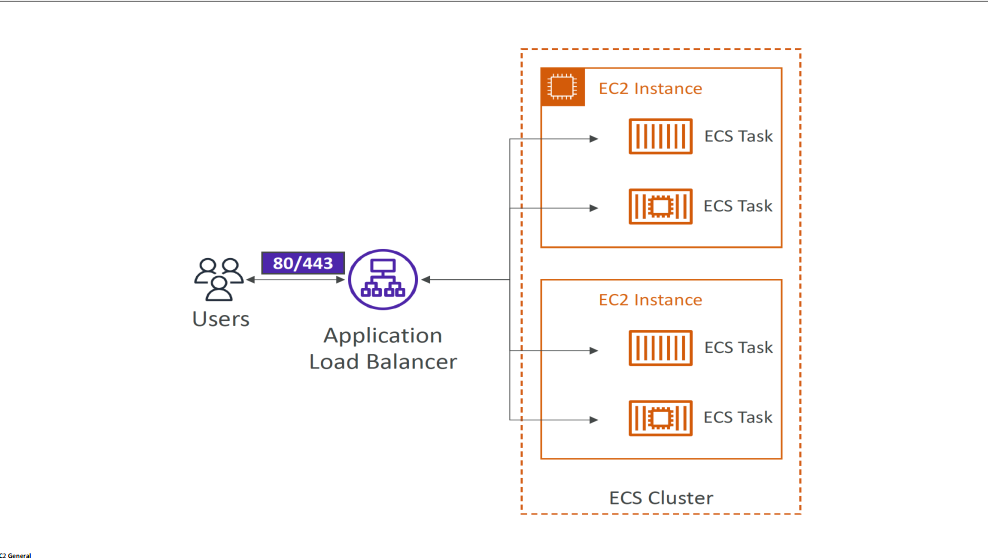 EC2 Instance
ECS Task
ECS Task
80/443
Users
Application
Load Balancer
EC2 Instance
ECS Task
ECS Task
ECS Cluster
C2 General